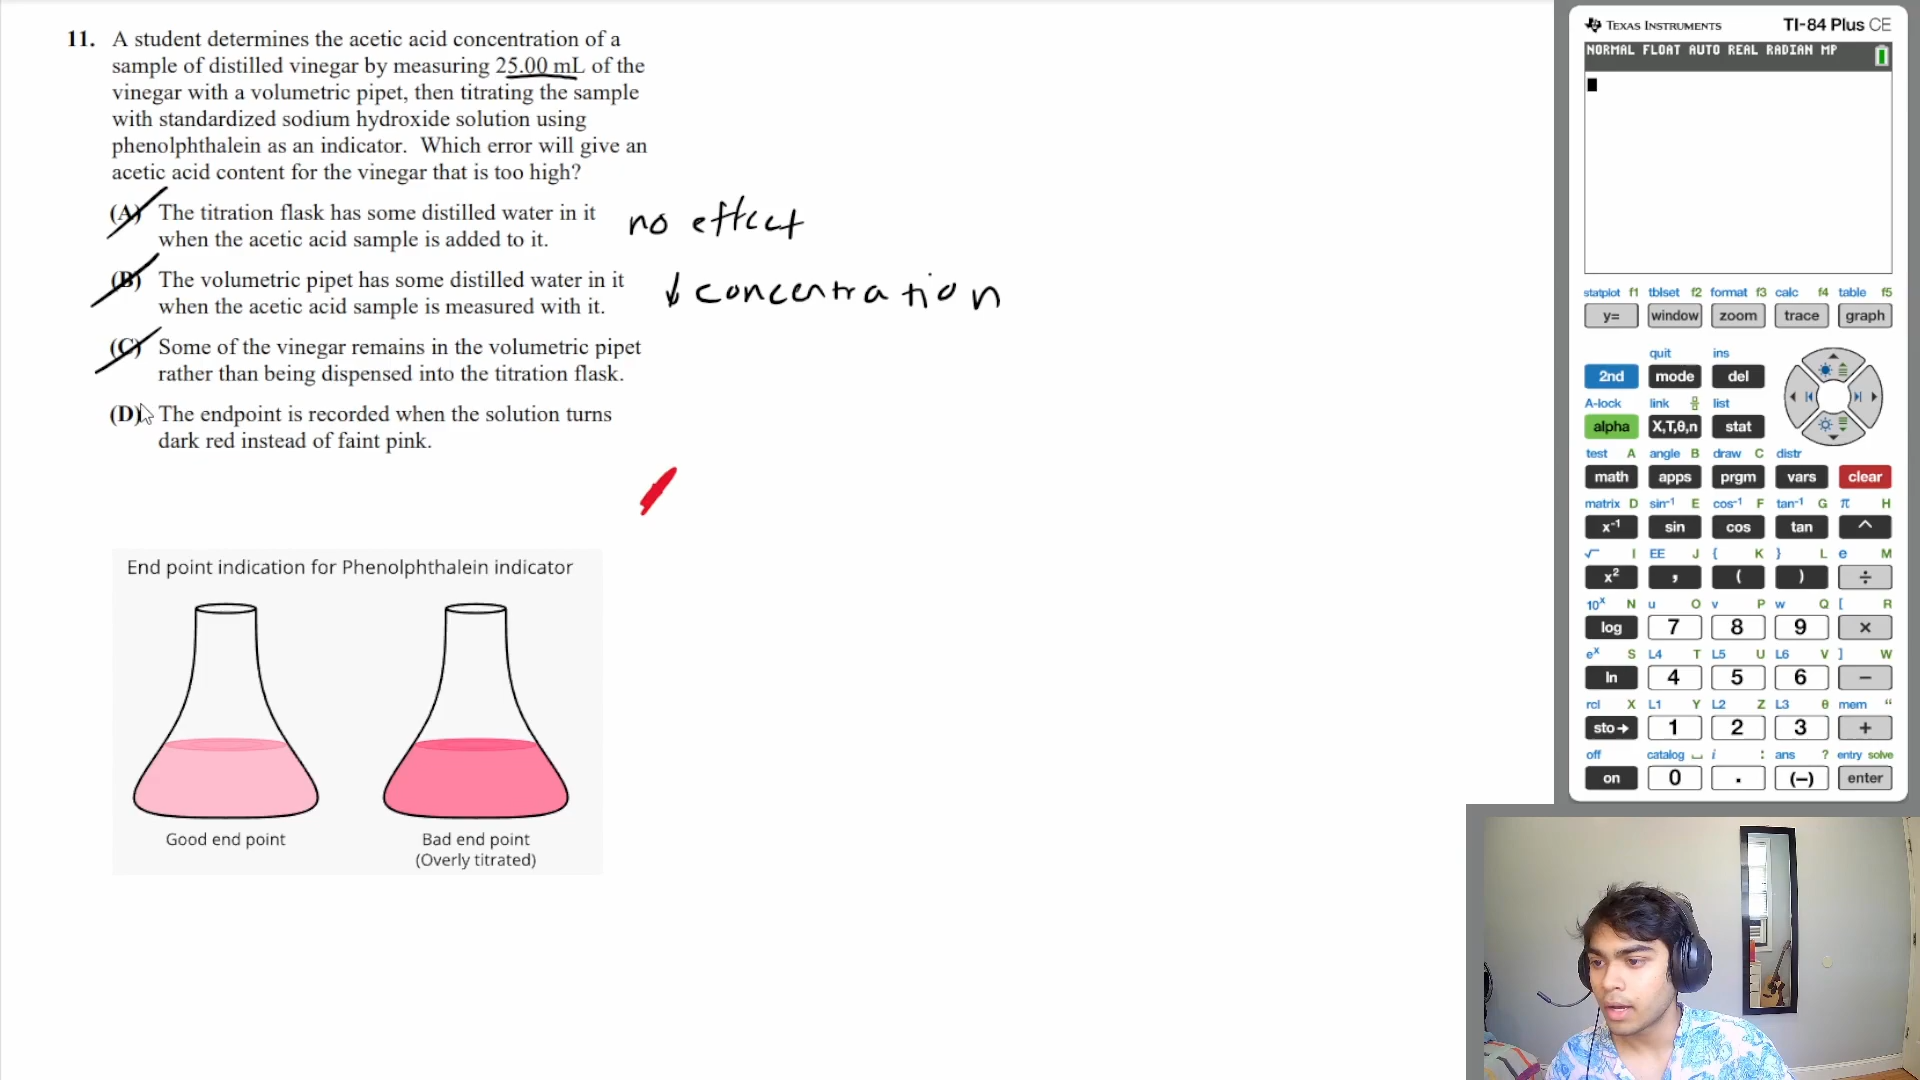 11. A student determines the acetic acid concentration of a
sample of distilled vinegar by measuring 25.00 mL of the
vinegar with a volumetric pipet, then titrating the sample
with standardized sodium hydroxide solution using
phenolphthalein as an indicator. Which error will give an
acetic acid content for the vinegar that is too high?
(A) The titration flask has some distilled water in it
when the acetic acid sample is added to it.
no effect
(B) The volumetric pipet has some distilled water in it
when the acetic acid sample is measured with it.
↓ concentration
(C) Some of the vinegar remains in the volumetric pipet
rather than being dispensed into the titration flask.
(D) The endpoint is recorded when the solution turns
dark red instead of faint pink.
End point indication for Phenolphthalein indicator
Good end point
Bad end point
(Overly titrated)
TEXAS INSTRUMENTS TI-84 Plus CE
NORMAL FLOAT AUTO REAL RADIAN MP
statplot f1 tblset f2 format f3 calc f4 table f5
y= window zoom trace graph
quit ins
2nd mode del
A-lock link list
alpha X,T,θ,n stat
test A angle B draw C distr
math apps prgm vars clear
matrix D sin⁻¹ E cos⁻¹ F tan⁻¹ G π H
x⁻¹ sin cos tan ^
√ I EE J { K } L e M
x² , ( ) ÷
10ˣ N u O v P w Q [ R
log 7 8 9 ×
eˣ S L4 T L5 U L6 V ] W
ln 4 5 6 −
rcl X L1 Y L2 Z L3 θ mem "
sto→ 1 2 3 +
off catalog ⎵ i : ans ? entry solve
on 0 . (−) enter